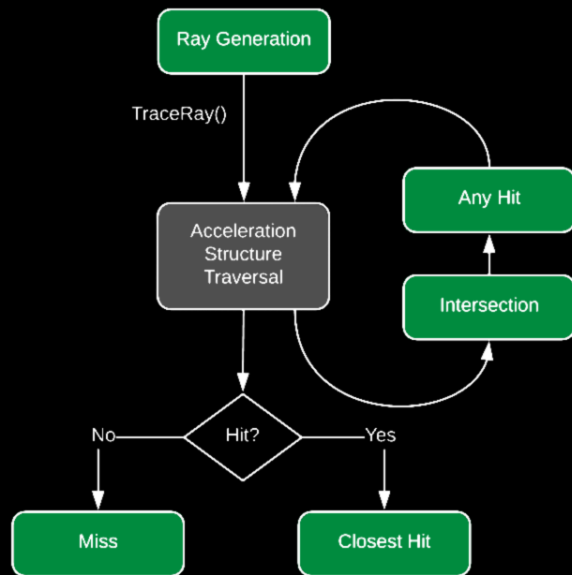 Ray Generation
TraceRay()
Acceleration
Structure
Traversal
Any Hit
Intersection
Hit?
No
Yes
Miss
Closest Hit